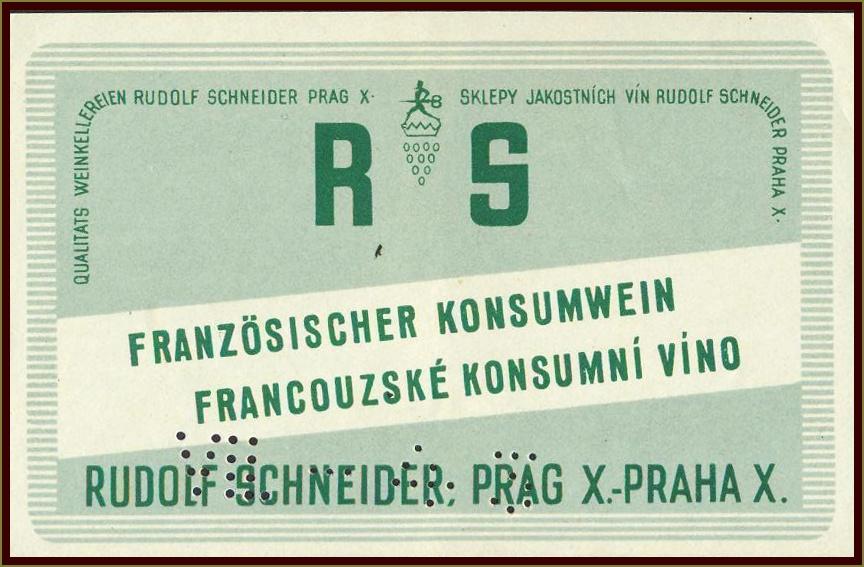 QUALITÄTS WEINKELLEREIEN RUDOLF SCHNEIDER PRAG X.
SKLEPY JAKOSTNÍCH VÍN RUDOLF SCHNEIDER PRAHA X.
R S
FRANZÖSISCHER KONSUMWEIN
FRANCOUZSKÉ KONSUMNÍ VÍNO
RUDOLF SCHNEIDER, PRAG X.-PRAHA X.